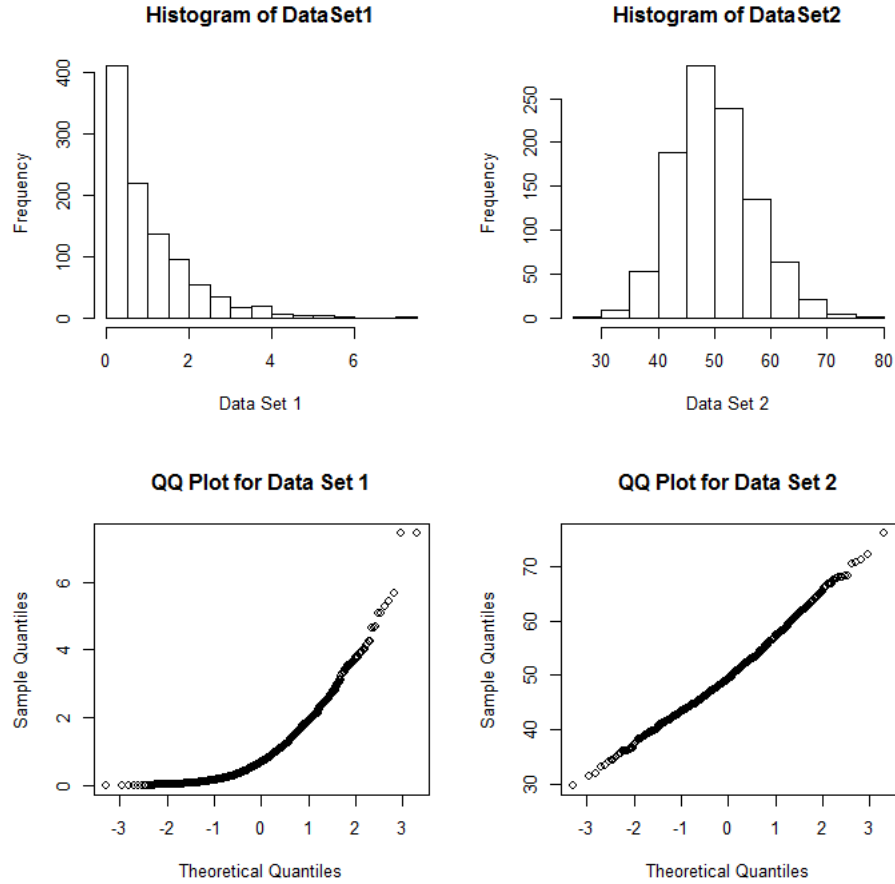 Histogram of DataSet1
Frequency
0 100 200 300 400
0 2 4 6
Data Set 1
Histogram of DataSet2
Frequency
0 50 100 150 200 250
30 40 50 60 70 80
Data Set 2
QQ Plot for Data Set 1
Sample Quantiles
0 2 4 6
-3 -2 -1 0 1 2 3
Theoretical Quantiles
QQ Plot for Data Set 2
Sample Quantiles
30 40 50 60 70
-3 -2 -1 0 1 2 3
Theoretical Quantiles